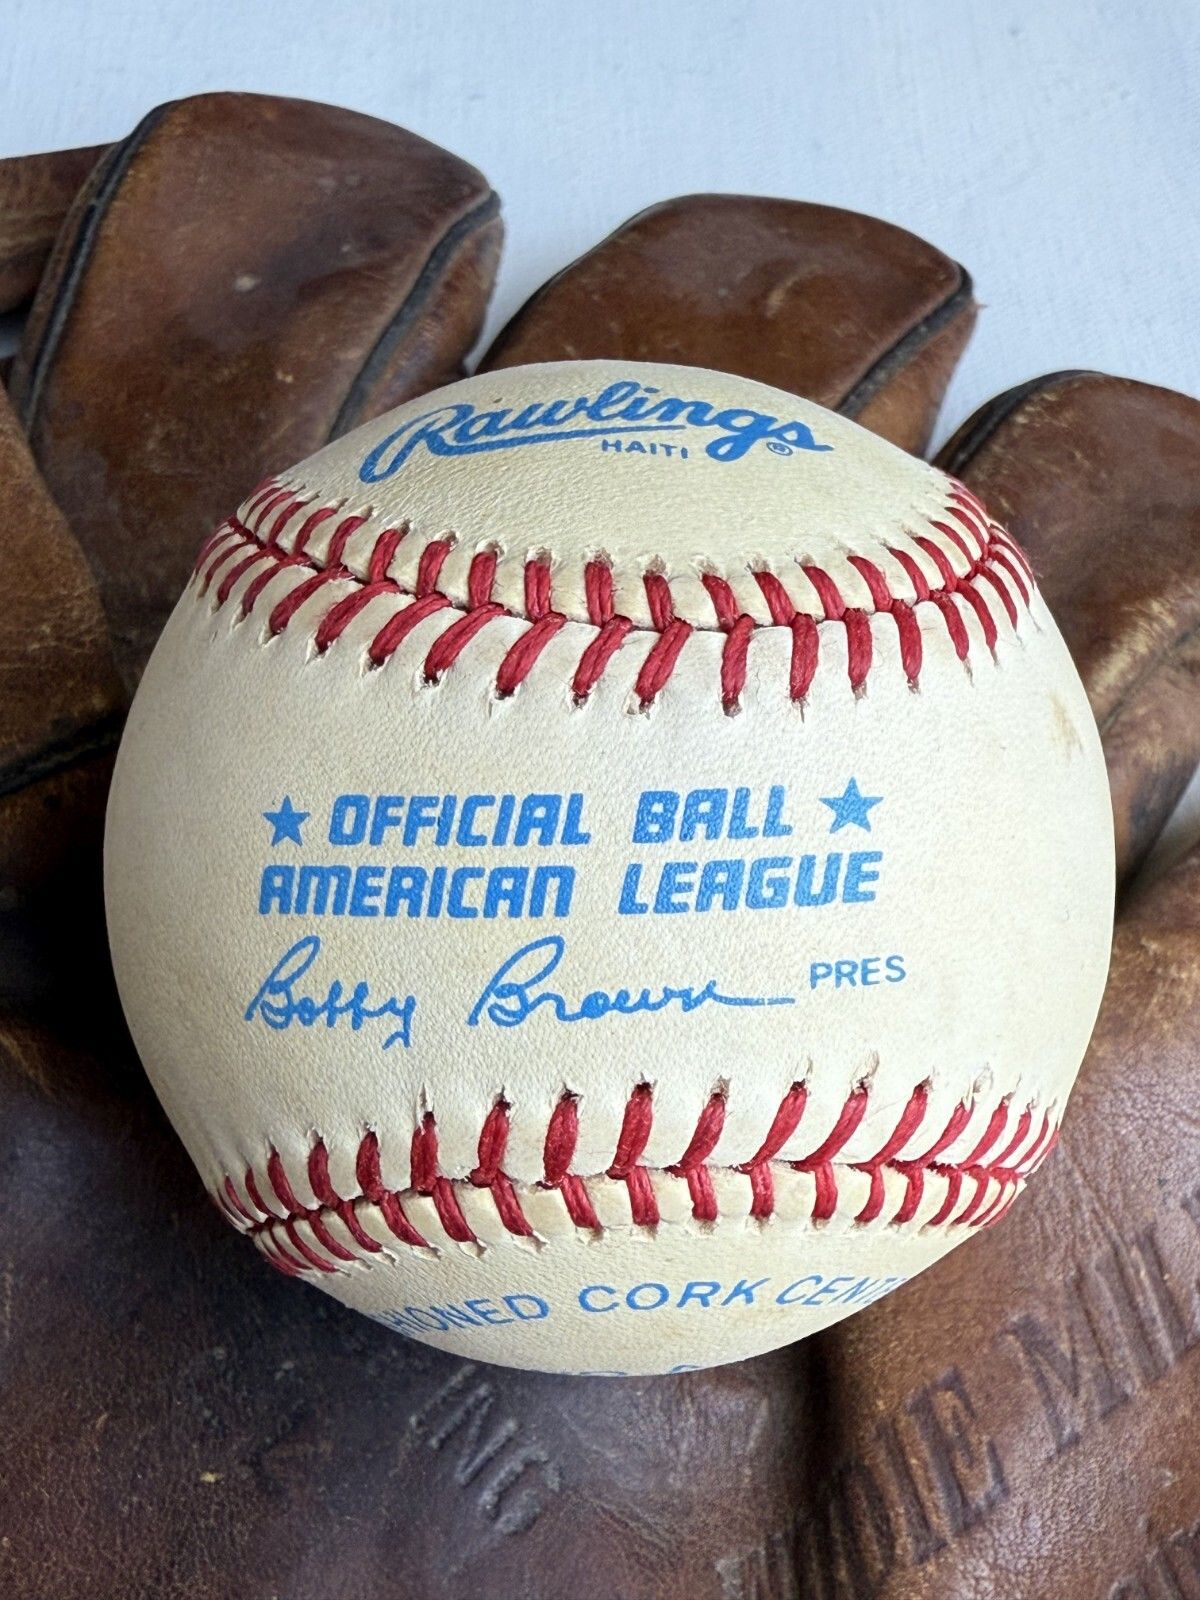 Rawlings ®
HAITI
★ OFFICIAL BALL ★
AMERICAN LEAGUE
Bobby Brown PRES
CORK